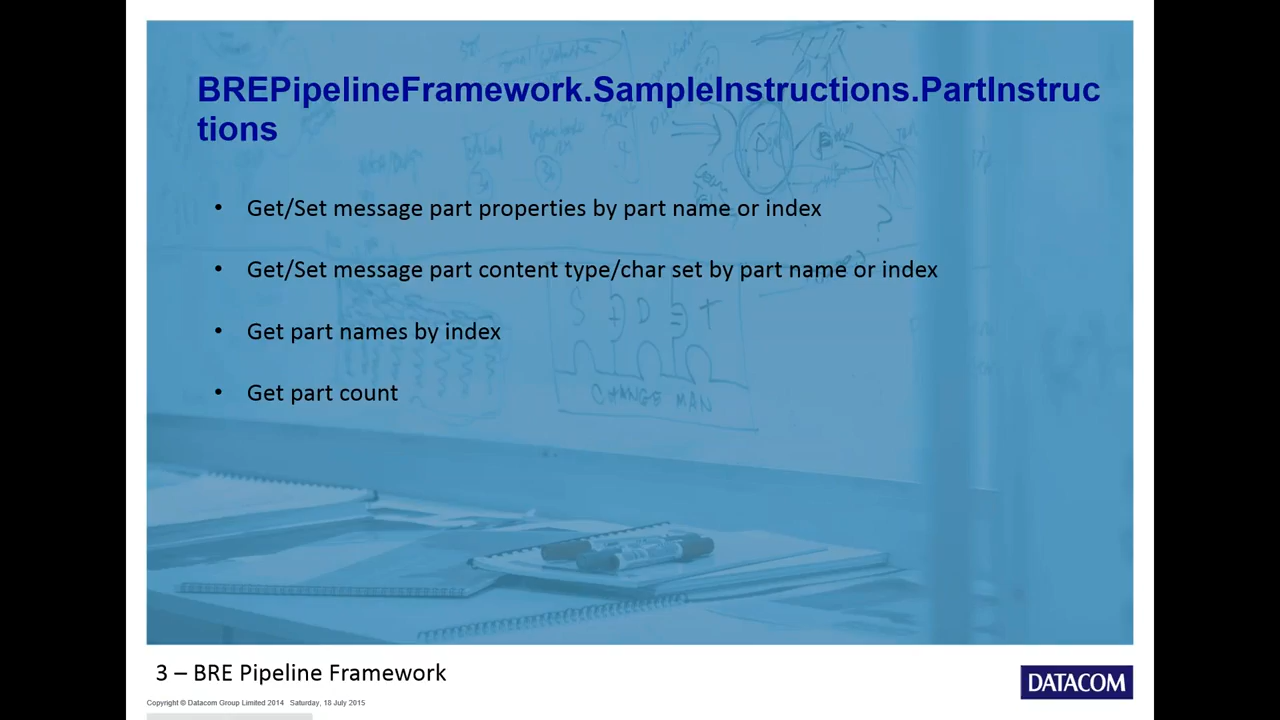 BREPipelineFramework.SampleInstructions.PartInstruc
tions
• Get/Set message part properties by part name or index
• Get/Set message part content type/char set by part name or index
• Get part names by index
• Get part count
CHANGE MAN
3 – BRE Pipeline Framework
DATACOM
Copyright © Datacom Group Limited 2014 Saturday, 18 July 2015